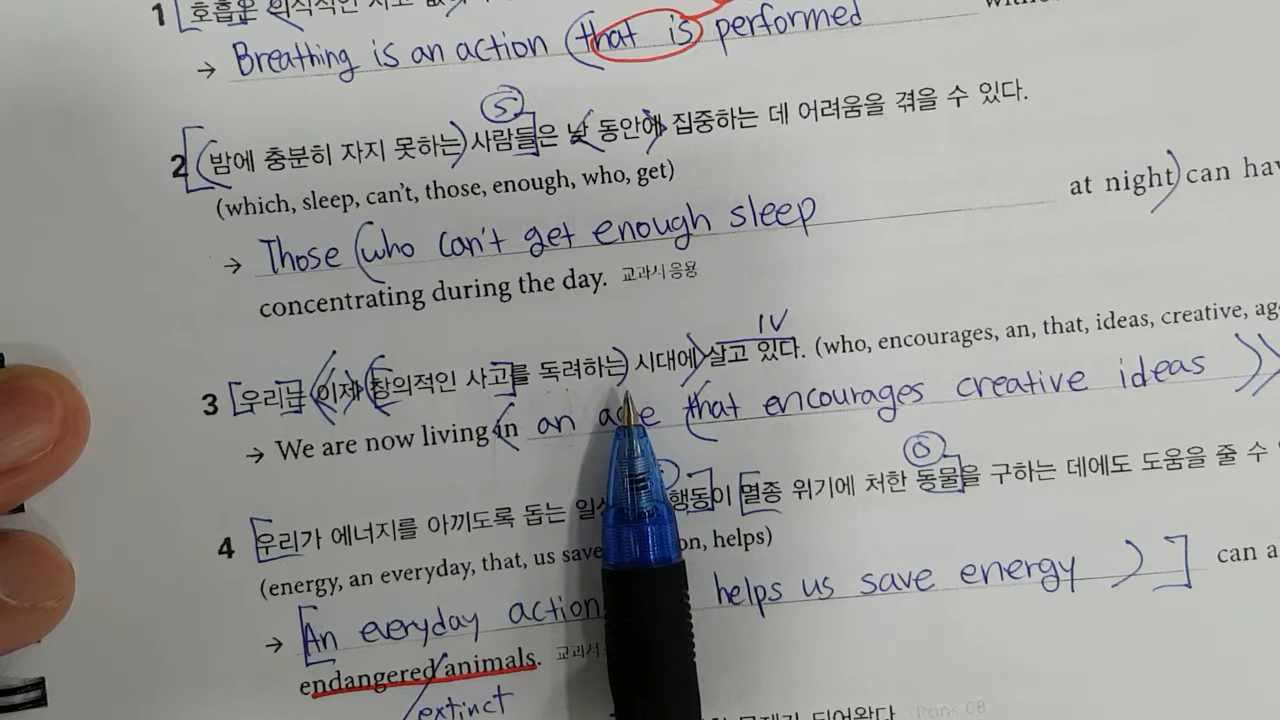 1 호흡은 의식적인 사고
→ Breathing is an action (that is) performed
S
2 (밤에 충분히 자지 못하는) 사람들은 낮 동안에 집중하는 데 어려움을 겪을 수 있다.
(which, sleep, can't, those, enough, who, get)
→ Those (who can't get enough sleep at night) can
concentrating during the day. 교과서 응용
IV
3 우리는 이제 창의적인 사고를 독려하는) 시대에 살고 있다. (who, encourages, an, that, ideas, creative,
→ We are now living in an age (that encourages creative ideas
O
4 우리가 에너지를 아끼도록 돕는 행동이 멸종 위기에 처한 동물을 구하는 데에도 도움을 줄 수
(energy, an everyday, that, us save helps)
→ [An everyday action helps us save energy )] can
endangered animals.
extinct
Rank 08